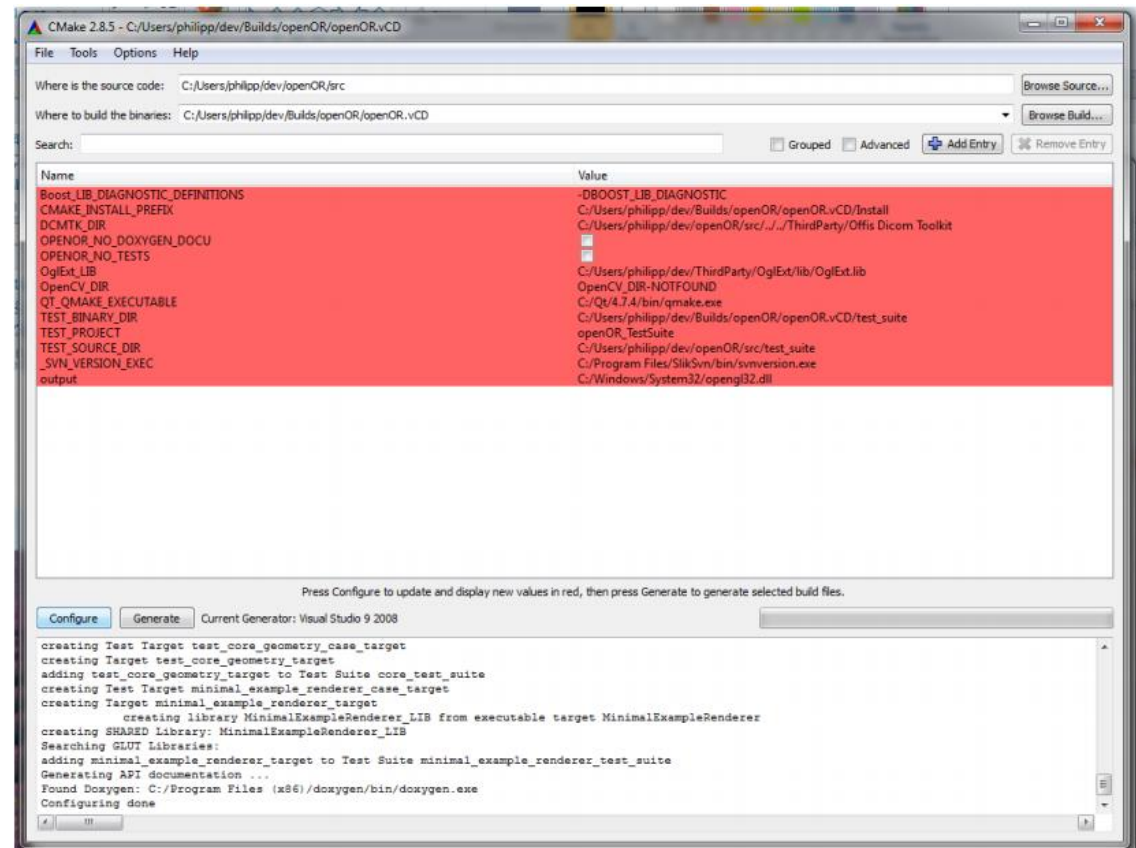 CMake 2.8.5 - C:/Users/philipp/dev/Builds/openOR/openOR.vCD
File Tools Options Help
Where is the source code: C:/Users/philipp/dev/openOR/src Browse Source...
Where to build the binaries: C:/Users/philipp/dev/Builds/openOR/openOR.vCD Browse Build...
Search: Grouped Advanced Add Entry Remove Entry
Name Value
Boost_LIB_DIAGNOSTIC_DEFINITIONS -DBOOST_LIB_DIAGNOSTIC
CMAKE_INSTALL_PREFIX C:/Users/philipp/dev/Builds/openOR/openOR.vCD/Install
DCMTK_DIR C:/Users/philipp/dev/openOR/src/../../ThirdParty/Offis Dicom Toolkit
OPENOR_NO_DOXYGEN_DOCU
OPENOR_NO_TESTS
OglExt_LIB C:/Users/philipp/dev/ThirdParty/OglExt/lib/OglExt.lib
OpenCV_DIR OpenCV_DIR-NOTFOUND
QT_QMAKE_EXECUTABLE C:/Qt/4.7.4/bin/qmake.exe
TEST_BINARY_DIR C:/Users/philipp/dev/Builds/openOR/openOR.vCD/test_suite
TEST_PROJECT openOR_TestSuite
TEST_SOURCE_DIR C:/Users/philipp/dev/openOR/src/test_suite
_SVN_VERSION_EXEC C:/Program Files/SlikSvn/bin/svnversion.exe
output C:/Windows/System32/opengl32.dll
Press Configure to update and display new values in red, then press Generate to generate selected build files.
Configure Generate Current Generator: Visual Studio 9 2008
creating Test Target test_core_geometry_case_target
creating Target test_core_geometry_target
adding test_core_geometry_target to Test Suite core_test_suite
creating Test Target minimal_example_renderer_case_target
creating Target minimal_example_renderer_target
creating library MinimalExampleRenderer_LIB from executable target MinimalExampleRenderer
creating SHARED Library: MinimalExampleRenderer_LIB
Searching GLUT Libraries:
adding minimal_example_renderer_target to Test Suite minimal_example_renderer_test_suite
Generating API documentation ...
Found Doxygen: C:/Program Files (x86)/doxygen/bin/doxygen.exe
Configuring done